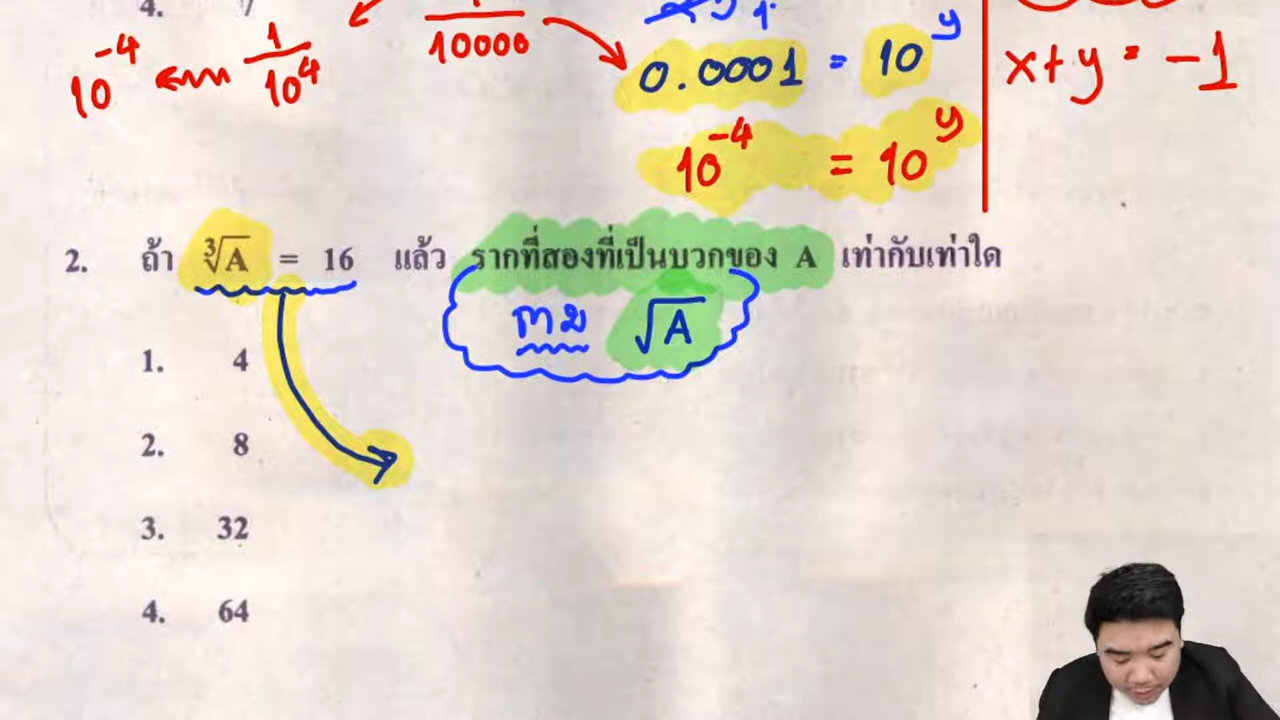 4.
10^-4 1/10^4
1/10000
0.0001 = 10^y
10^-4 = 10^y
x+y = -1
2. ถ้า ∛A = 16 แล้ว รากที่สองที่เป็นบวกของ A เท่ากับเท่าใด
ถาม √A
1. 4
2. 8
3. 32
4. 64